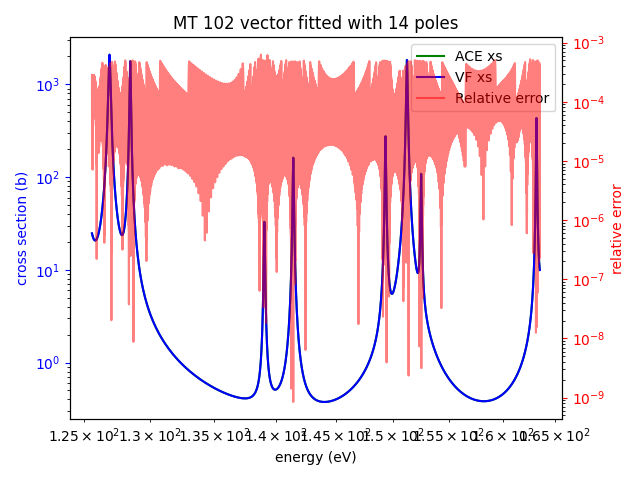 MT 102 vector fitted with 14 poles
ACE xs
VF xs
Relative error
cross section (b)
10³
10²
10¹
10⁰
relative error
10⁻³
10⁻⁴
10⁻⁵
10⁻⁶
10⁻⁷
10⁻⁸
10⁻⁹
1.25 × 10² 1.3 × 10² 1.35 × 10² 1.4 × 10² 1.45 × 10² 1.5 × 10² 1.55 × 10² 1.6 × 10² 1.65 × 10²
energy (eV)